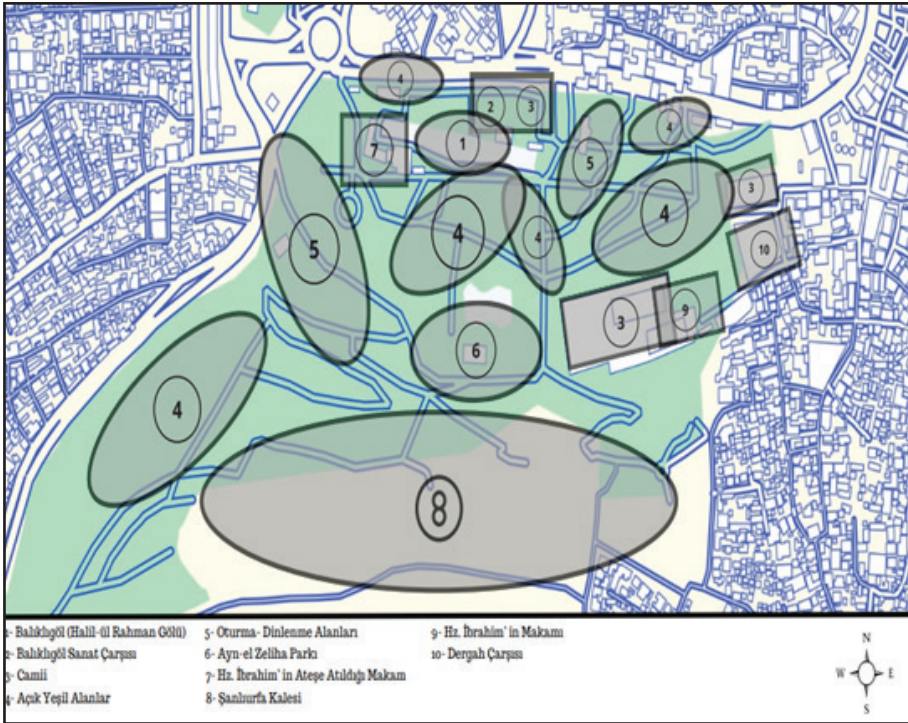 4
2 3
1
7
4
5
3
4
4
5
4
10
3
9
6
4
8
1- Balıklıgöl (Halil-ül Rahman Gölü)
2- Balıklıgöl Sanat Çarşısı
3- Camii
4- Açık Yeşil Alanlar
5- Oturma- Dinlenme Alanları
6- Ayn-el Zeliha Parkı
7- Hz. İbrahim' in Ateşe Atıldığı Makam
8- Şanlıurfa Kalesi
9- Hz. İbrahim' in Makamı
10- Dergah Çarşısı
N
W E
S